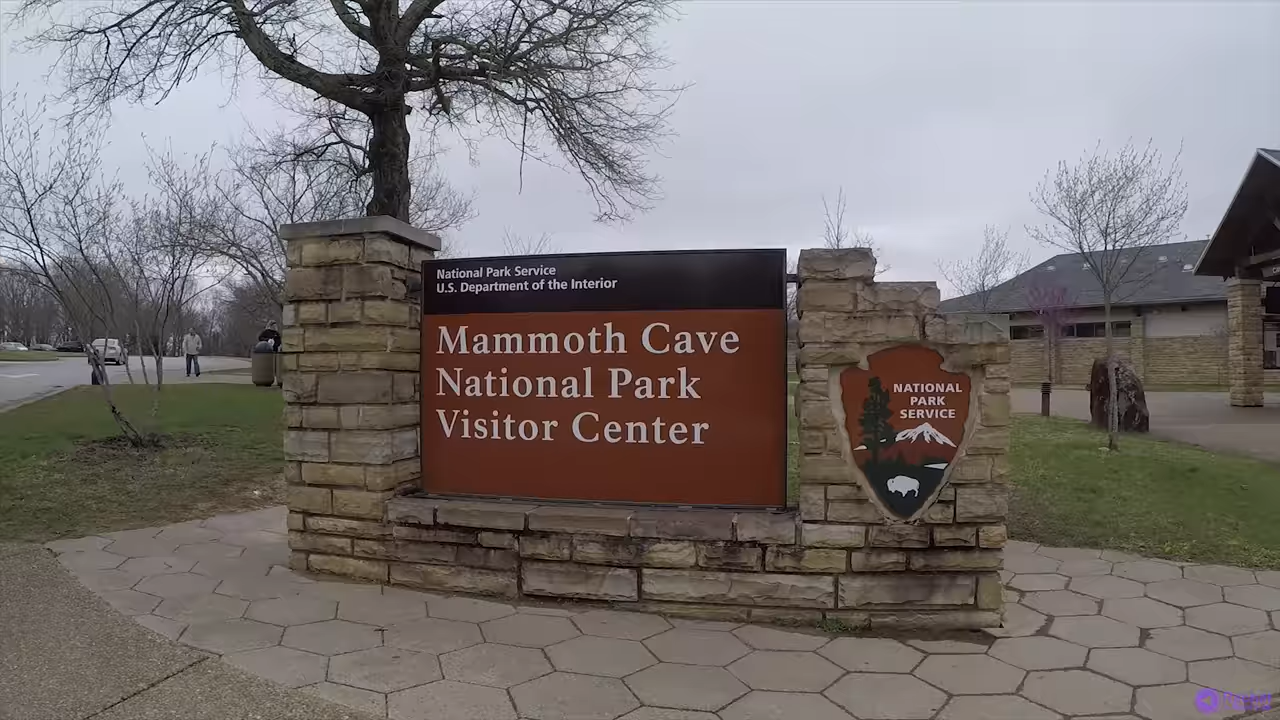 National Park Service
U.S. Department of the Interior
Mammoth Cave
National Park
Visitor Center
NATIONAL
PARK
SERVICE